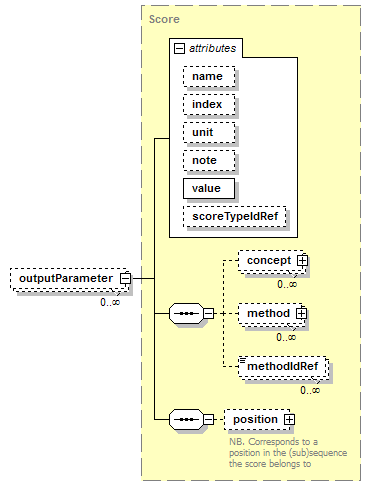 Score
attributes
name
index
unit
note
value
scoreTypeIdRef
outputParameter
0..∞
concept
0..∞
method
0..∞
methodIdRef
0..∞
position
NB. Corresponds to a
position in the (sub)sequence
the score belongs to